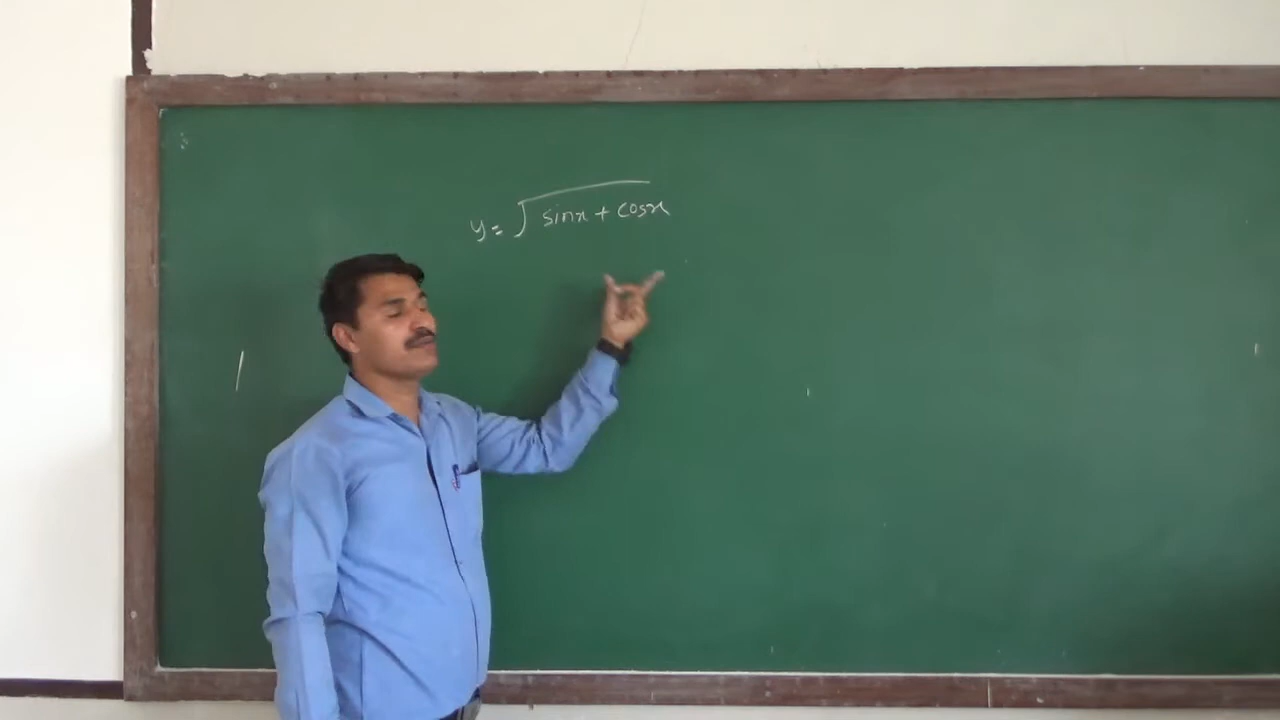 y = √sinx + cosx